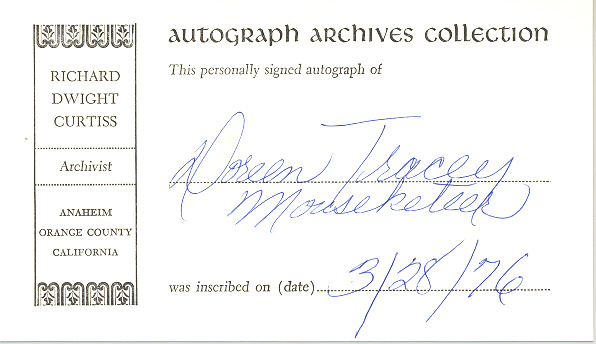 RICHARD
DWIGHT
CURTISS
Archivist
ANAHEIM
ORANGE COUNTY
CALIFORNIA
AUTOGRAPH ARCHIVES COLLECTION
This personally signed autograph of
Doreen Tracey
Mouseketeer
was inscribed on (date) 3/28/76